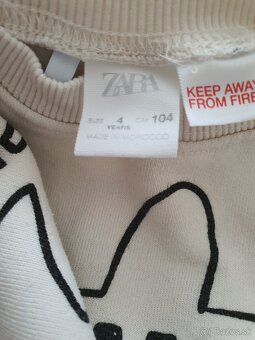 ZARA
KEEP AWAY
FROM FIRE
SIZE 4 CM 104
YEARS
MADE IN MOROCCO